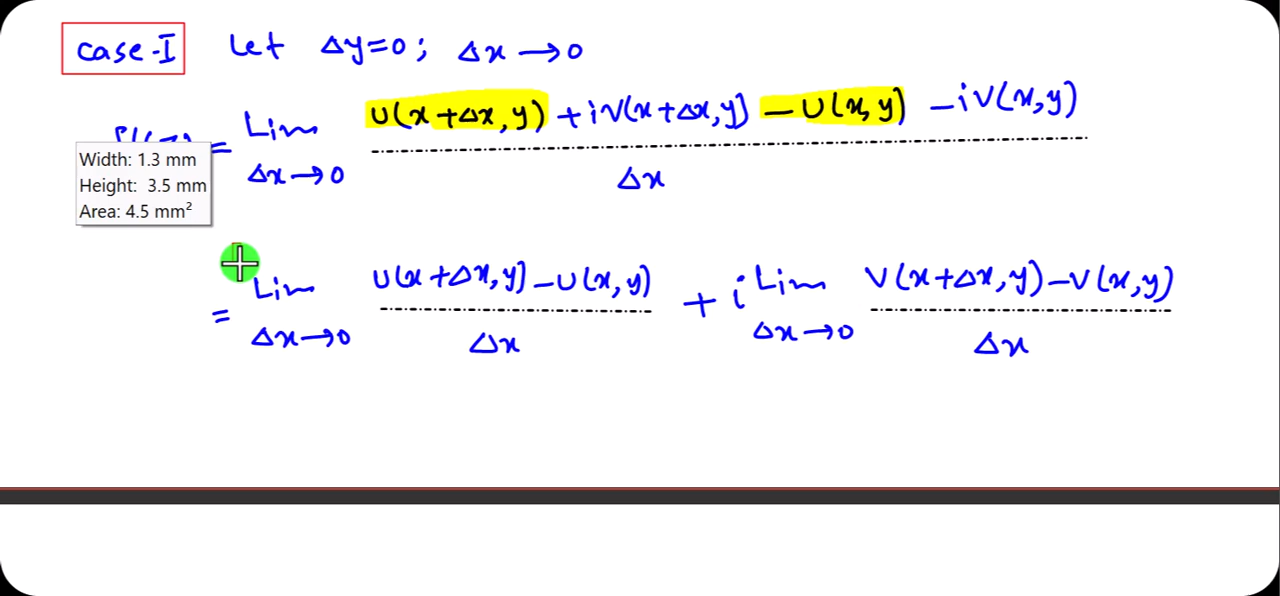 Case-I Let Δy=0; Δx→0
= Lim Δx→0 U(x+Δx,y)+iV(x+Δx,y)-U(x,y)-iV(x,y) / Δx
Width: 1.3 mm
Height: 3.5 mm
Area: 4.5 mm²
= Lim Δx→0 U(x+Δx,y)-U(x,y) / Δx + i Lim Δx→0 V(x+Δx,y)-V(x,y) / Δx